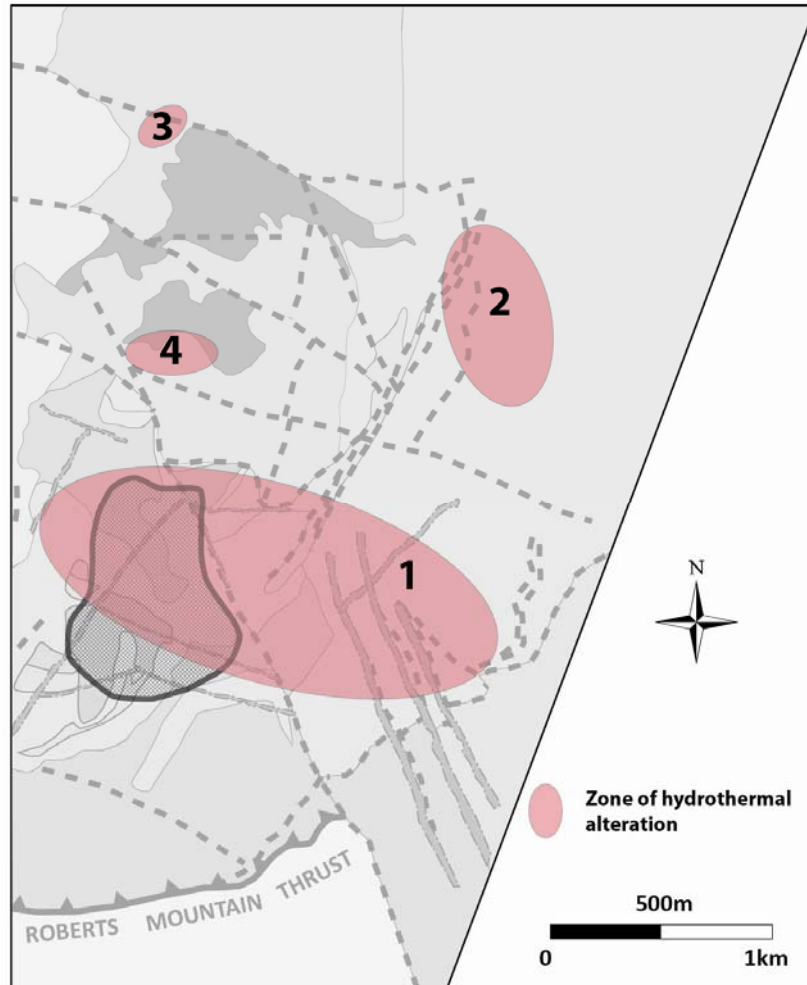 3
2
4
1
N
Zone of hydrothermal
alteration
ROBERTS MOUNTAIN THRUST
500m
0 1km